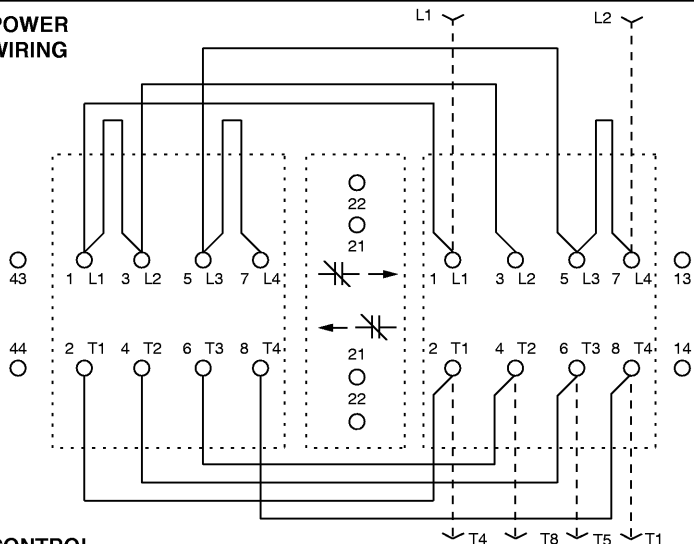 POWER
WIRING
L1 L2
22
21
43 1 L1 3 L2 5 L3 7 L4 1 L1 3 L2 5 L3 7 L4 13
44 2 T1 4 T2 6 T3 8 T4 21 2 T1 4 T2 6 T3 8 T4 14
22
T4 T8 T5 T1
CONTROL